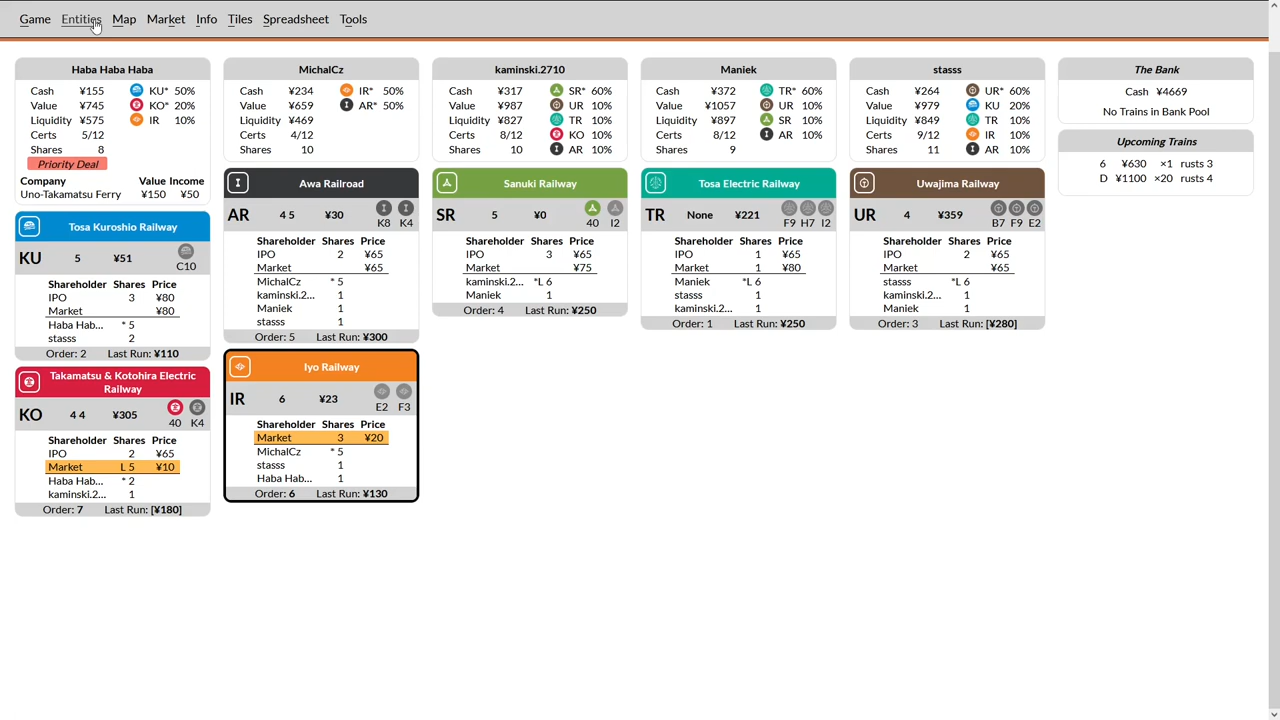 Game Entities Map Market Info Tiles Spreadsheet Tools
Haba Haba Haba
Cash ¥155 KU* 50%
Value ¥745 KO* 20%
Liquidity ¥575 IR 10%
Certs 5/12
Shares 8
Priority Deal
Company Value Income
Uno-Takamatsu Ferry ¥150 ¥50
Tosa Kuroshio Railway
KU 5 ¥51 C10
Shareholder Shares Price
IPO 3 ¥80
Market ¥80
Haba Hab... * 5
stasss 2
Order: 2 Last Run: ¥110
Takamatsu & Kotohira Electric
Railway
KO 4 4 ¥305 40 K4
Shareholder Shares Price
IPO 2 ¥65
Market L 5 ¥10
Haba Hab... * 2
kaminski.2... 1
Order: 7 Last Run: [¥180]
MichalCz
Cash ¥234 IR* 50%
Value ¥659 AR* 50%
Liquidity ¥469
Certs 4/12
Shares 10
Awa Railroad
AR 4 5 ¥30 K8 K4
Shareholder Shares Price
IPO 2 ¥65
Market ¥65
MichalCz * 5
kaminski.2... 1
Maniek 1
stasss 1
Order: 5 Last Run: ¥300
Iyo Railway
IR 6 ¥23 E2 F3
Shareholder Shares Price
Market 3 ¥20
MichalCz * 5
stasss 1
Haba Hab... 1
Order: 6 Last Run: ¥130
kaminski.2710
Cash ¥317 SR* 60%
Value ¥987 UR 10%
Liquidity ¥827 TR 10%
Certs 8/12 KO 10%
Shares 10 AR 10%
Sanuki Railway
SR 5 ¥0 40 I2
Shareholder Shares Price
IPO 3 ¥65
Market ¥75
kaminski.2... *L 6
Maniek 1
Order: 4 Last Run: ¥250
Maniek
Cash ¥372 TR* 60%
Value ¥1057 UR 10%
Liquidity ¥897 SR 10%
Certs 8/12 AR 10%
Shares 9
Tosa Electric Railway
TR None ¥221 F9 H7 I2
Shareholder Shares Price
IPO 1 ¥65
Market 1 ¥80
Maniek *L 6
stasss 1
kaminski.2... 1
Order: 1 Last Run: ¥250
stasss
Cash ¥264 UR* 60%
Value ¥979 KU 20%
Liquidity ¥849 TR 10%
Certs 9/12 IR 10%
Shares 11 AR 10%
Uwajima Railway
UR 4 ¥359 B7 F9 E2
Shareholder Shares Price
IPO 2 ¥65
Market ¥65
stasss *L 6
kaminski.2... 1
Maniek 1
Order: 3 Last Run: [¥280]
The Bank
Cash ¥4669
No Trains in Bank Pool
Upcoming Trains
6 ¥630 ×1 rusts 3
D ¥1100 ×20 rusts 4